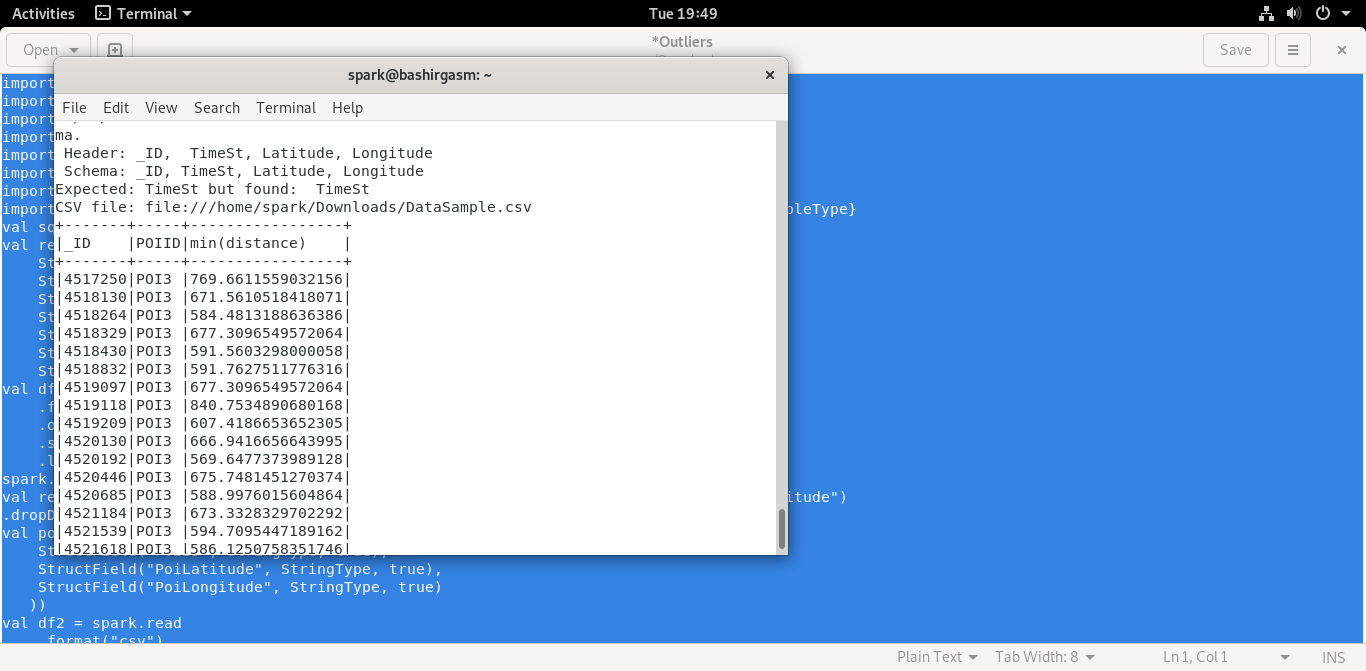 Activities Terminal Tue 19:49
Open *Outliers Save
spark@bashirgasm: ~
File Edit View Search Terminal Help
ma.
 Header: _ID,  TimeSt, Latitude, Longitude
 Schema: _ID, TimeSt, Latitude, Longitude
Expected: TimeSt but found:  TimeSt
CSV file: file:///home/spark/Downloads/DataSample.csv
+-------+-----+-----------------+
|_ID    |POIID|min(distance)    |
+-------+-----+-----------------+
|4517250|POI3 |769.6611559032156|
|4518130|POI3 |671.5610518418071|
|4518264|POI3 |584.4813188636386|
|4518329|POI3 |677.3096549572064|
|4518430|POI3 |591.5603298000058|
|4518832|POI3 |591.7627511776316|
|4519097|POI3 |677.3096549572064|
|4519118|POI3 |840.7534890680168|
|4519209|POI3 |607.4186653652305|
|4520130|POI3 |666.9416656643995|
|4520192|POI3 |569.6477373989128|
|4520446|POI3 |675.7481451270374|
|4520685|POI3 |588.9976015604864|
|4521184|POI3 |673.3328329702292|
|4521539|POI3 |594.7095447189162|
|4521618|POI3 |586.1250758351746|
import
import
import
import
import
import
import
import bleType}
val so
val re
St
St
St
St
St
St
St
val df
.f
.o
.s
.l
spark.
val re itude")
.dropD
val po
St
    StructField("PoiLatitude", StringType, true),
    StructField("PoiLongitude", StringType, true)
   ))
val df2 = spark.read
     format("csv")
Plain Text Tab Width: 8 Ln 1, Col 1 INS